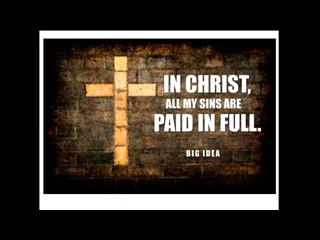 IN CHRIST,
ALL MY SINS ARE
PAID IN FULL.
BIG IDEA